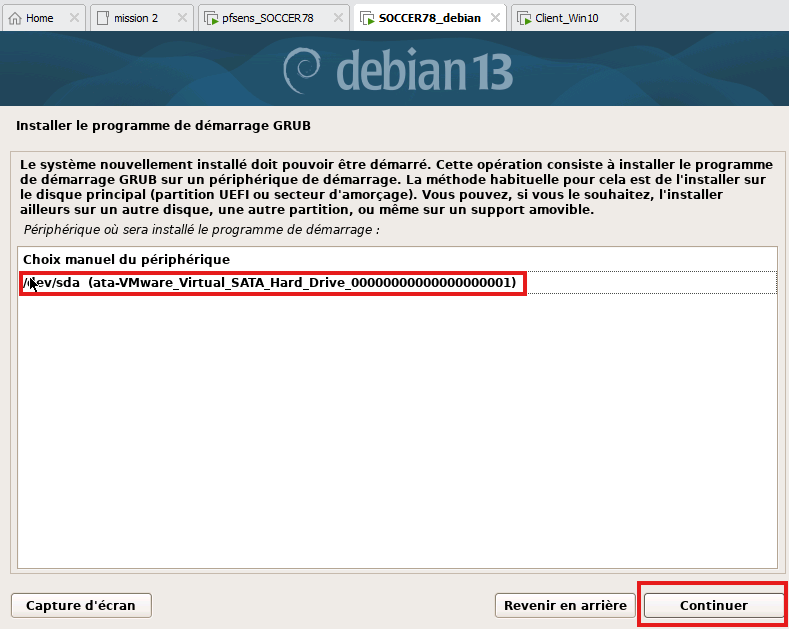 Home
mission 2
pfsens_SOCCER78
SOCCER78_debian
Client_Win10
debian 13
Installer le programme de démarrage GRUB
Le système nouvellement installé doit pouvoir être démarré. Cette opération consiste à installer le programme
de démarrage GRUB sur un périphérique de démarrage. La méthode habituelle pour cela est de l'installer sur
le disque principal (partition UEFI ou secteur d'amorçage). Vous pouvez, si vous le souhaitez, l'installer
ailleurs sur un autre disque, une autre partition, ou même sur un support amovible.
Périphérique où sera installé le programme de démarrage :
Choix manuel du périphérique
/dev/sda (ata-VMware_Virtual_SATA_Hard_Drive_00000000000000000001)
Capture d'écran
Revenir en arrière
Continuer